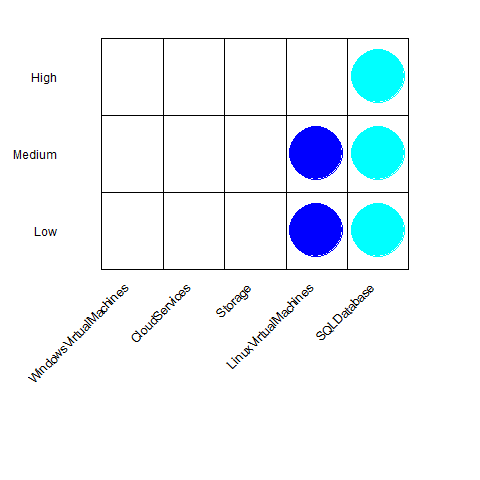 High
Medium
Low
WindowsVirtualMachines
CloudServices
Storage
LinuxVirtualMachines
SQLDatabase